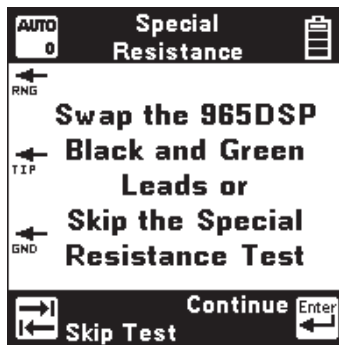 AUTO
0
Special
Resistance
RNG
TIP
GND
Swap the 965DSP
Black and Green
Leads or
Skip the Special
Resistance Test
Continue Enter
Skip Test